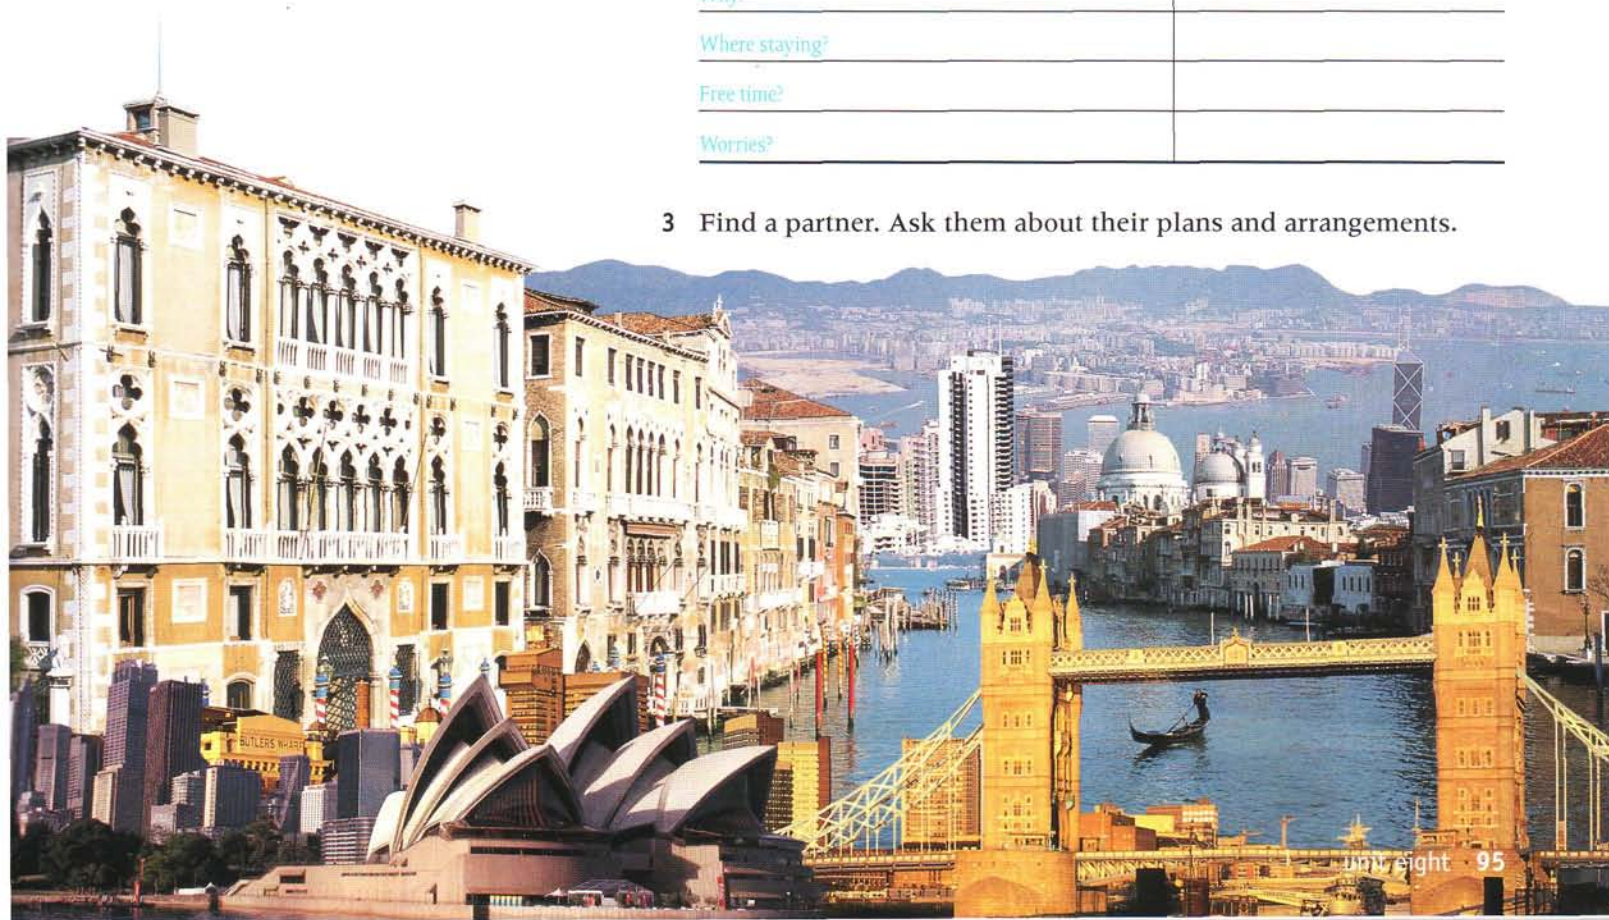 Where staying?
Free time?
Worries?
3 Find a partner. Ask them about their plans and arrangements.
BUTLERS WHARF
unit eight 95